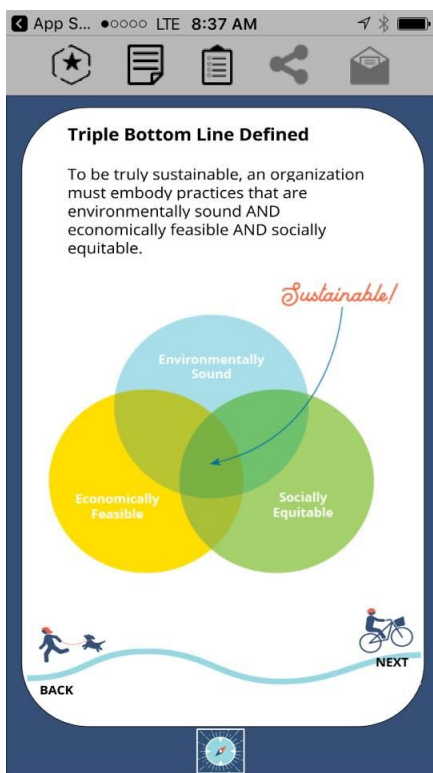 App S... LTE 8:37 AM
Triple Bottom Line Defined
To be truly sustainable, an organization
must embody practices that are
environmentally sound AND
economically feasible AND socially
equitable.
Sustainable!
Environmentally
Sound
Economically
Feasible
Socially
Equitable
BACK
NEXT